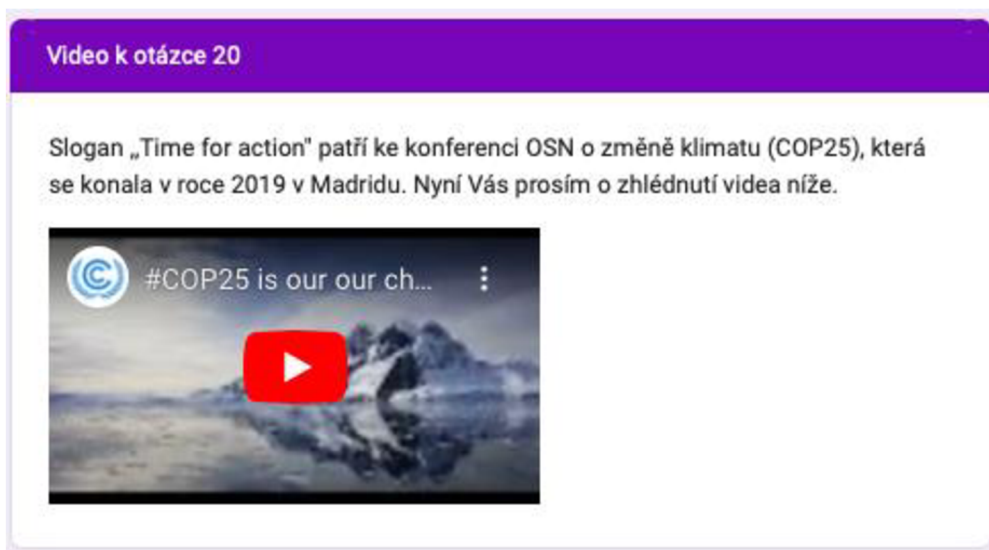 Video k otázce 20
Slogan „Time for action" patří ke konferenci OSN o změně klimatu (COP25), která
se konala v roce 2019 v Madridu. Nyní Vás prosím o zhlédnutí videa níže.
#COP25 is our our ch...